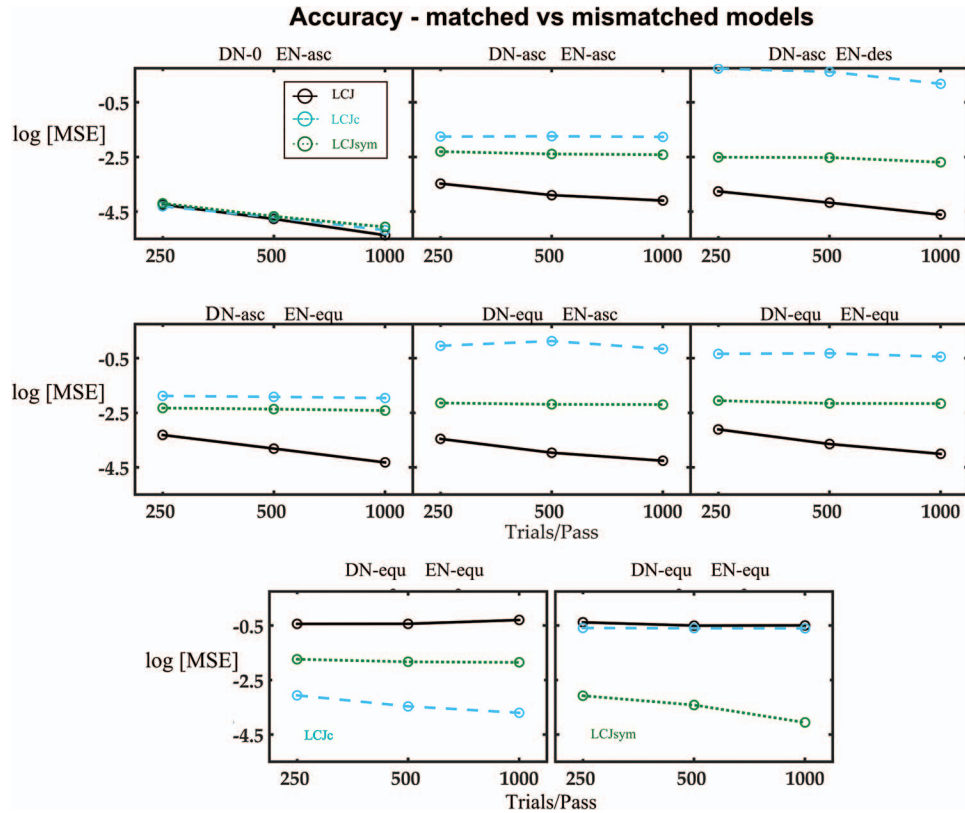 Accuracy - matched vs mismatched models
DN-0 EN-asc
DN-asc EN-asc
DN-asc EN-des
log [MSE]
-0.5
-2.5
-4.5
LCJ
LCJc
LCJsym
250 500 1000
250 500 1000
250 500 1000
DN-asc EN-equ
DN-equ EN-asc
DN-equ EN-equ
log [MSE]
-0.5
-2.5
-4.5
250 500 1000
250 500 1000
250 500 1000
Trials/Pass
DN-equ EN-equ
DN-equ EN-equ
log [MSE]
-0.5
-2.5
-4.5
LCJc
LCJsym
250 500 1000
250 500 1000
Trials/Pass